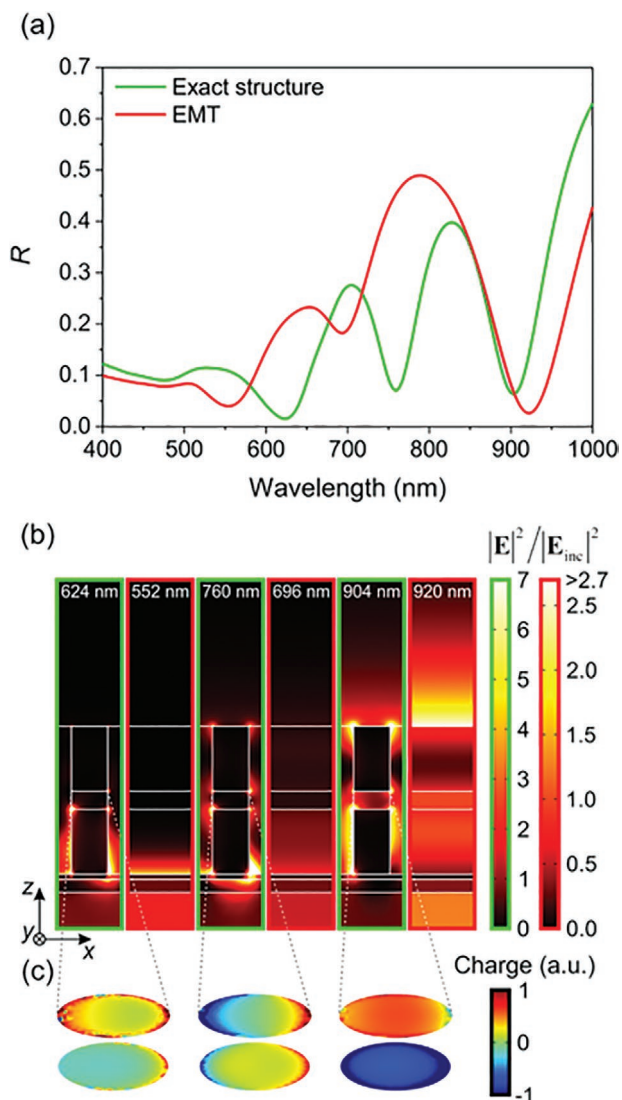 (a)
0.7
0.6
0.5
0.4
0.3
0.2
0.1
0.0
R
Exact structure
EMT
400 500 600 700 800 900 1000
Wavelength (nm)
(b)
|E|²/|E_inc|²
624 nm 552 nm 760 nm 696 nm 904 nm 920 nm
7
6
5
4
3
2
1
0
>2.7
2.5
2.0
1.5
1.0
0.5
0.0
z
y
x
(c)
Charge (a.u.)
1
0
-1